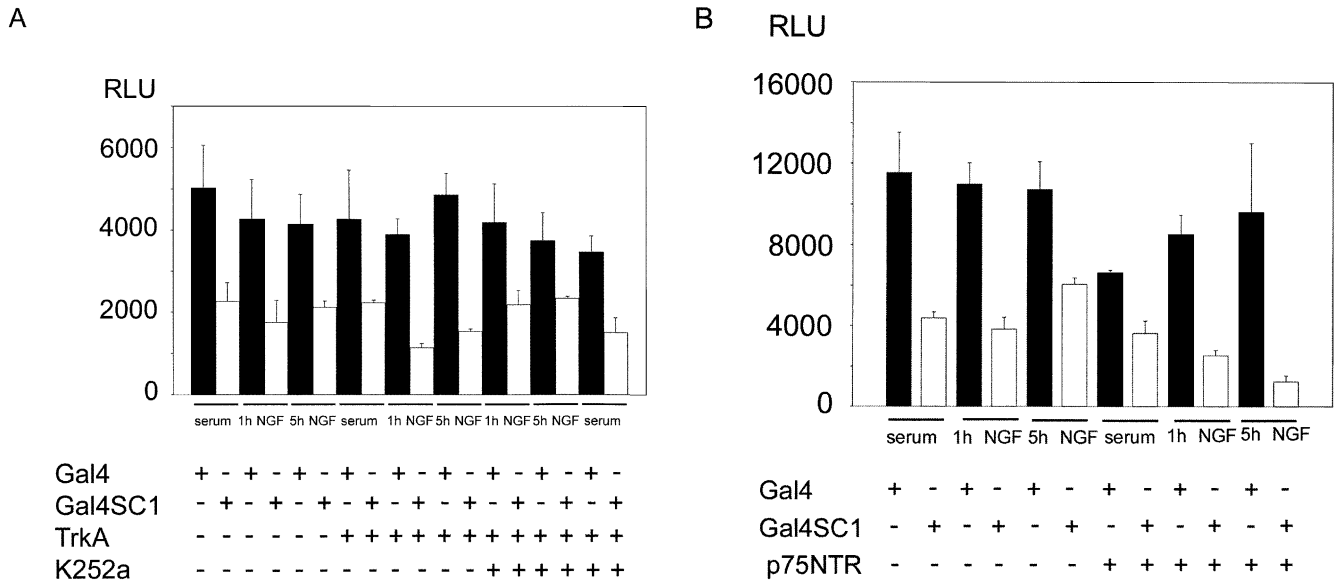 A
RLU
6000
4000
2000
0
serum 1h NGF 5h NGF serum 1h NGF 5h NGF 1h NGF 5h NGF serum
Gal4 + - + - + - + - + - + - + - + - + -
Gal4SC1 - + - + - + - + - + - + - + - + - +
TrkA - - - - - - + + + + + + + + + + + +
K252a - - - - - - - - - - - - + + + + + +
B
RLU
16000
12000
8000
4000
0
serum 1h NGF 5h NGF serum 1h NGF 5h NGF
Gal4 + - + - + - + - + - + -
Gal4SC1 - + - + - + - + - + - +
p75NTR - - - - - - + + + + + +